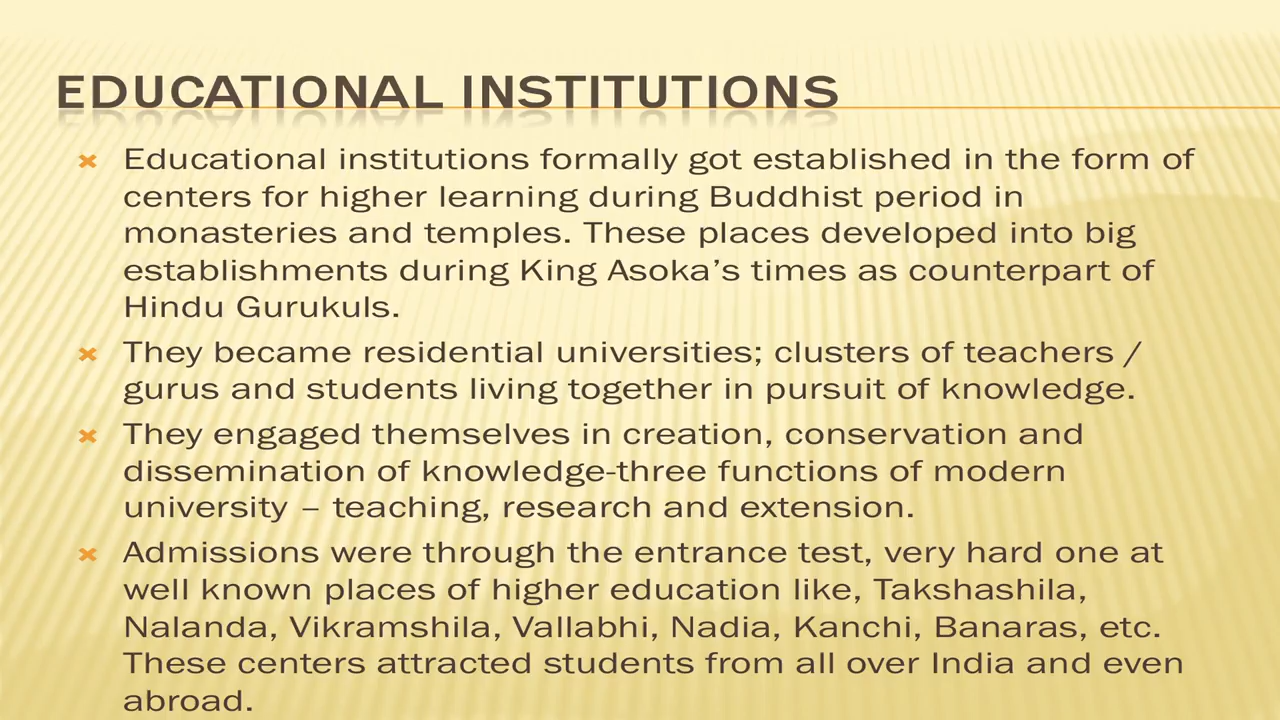 EDUCATIONAL INSTITUTIONS
Educational institutions formally got established in the form of
centers for higher learning during Buddhist period in
monasteries and temples. These places developed into big
establishments during King Asoka's times as counterpart of
Hindu Gurukuls.
They became residential universities; clusters of teachers /
gurus and students living together in pursuit of knowledge.
They engaged themselves in creation, conservation and
dissemination of knowledge-three functions of modern
university – teaching, research and extension.
Admissions were through the entrance test, very hard one at
well known places of higher education like, Takshashila,
Nalanda, Vikramshila, Vallabhi, Nadia, Kanchi, Banaras, etc.
These centers attracted students from all over India and even
abroad.